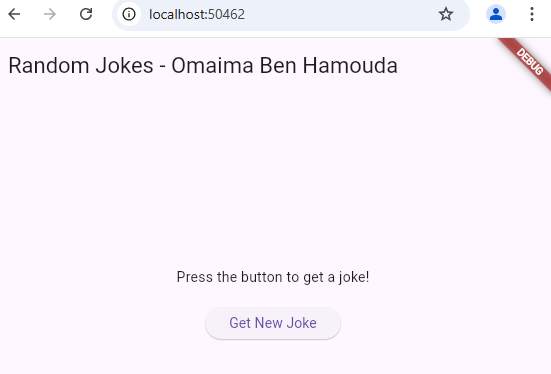 localhost:50462
Random Jokes - Omaima Ben Hamouda
DEBUG
Press the button to get a joke!
Get New Joke